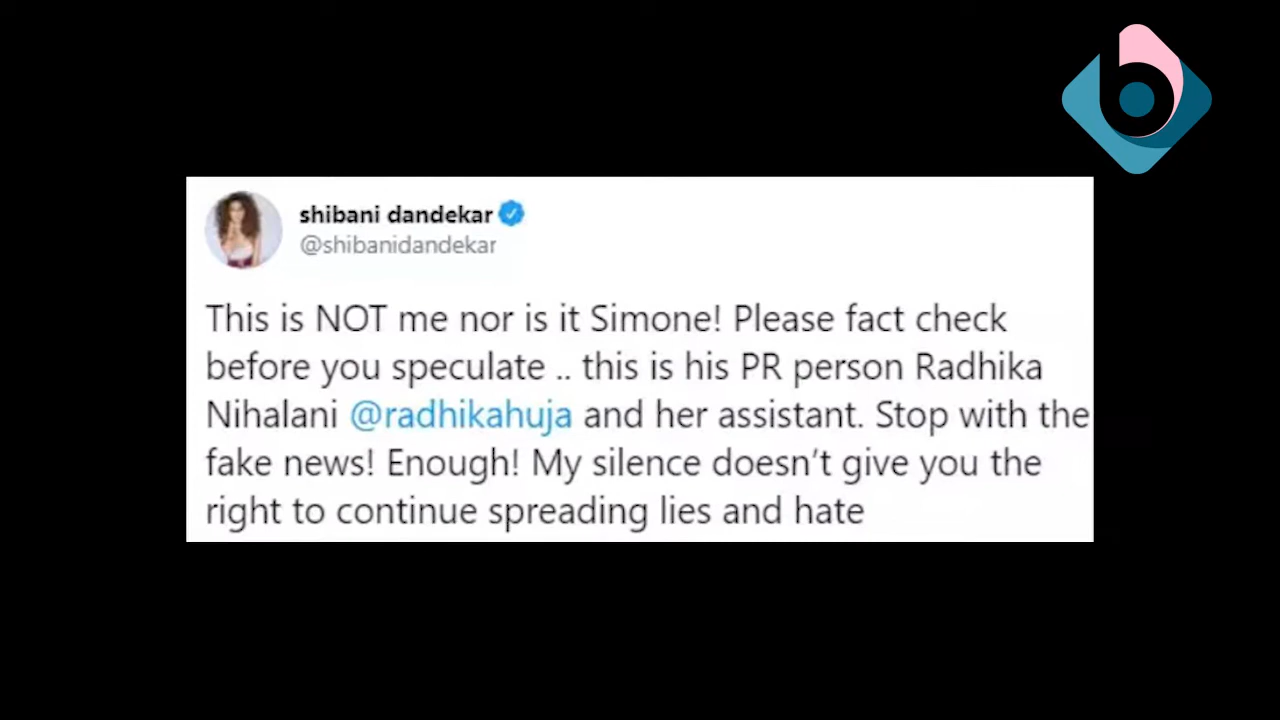 shibani dandekar
@shibanidandekar
This is NOT me nor is it Simone! Please fact check
before you speculate .. this is his PR person Radhika
Nihalani @radhikahuja and her assistant. Stop with the
fake news! Enough! My silence doesn’t give you the
right to continue spreading lies and hate
b